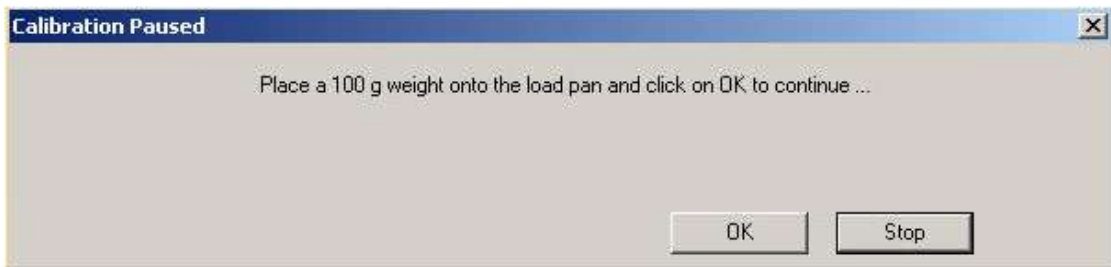 Calibration Paused
Place a 100 g weight onto the load pan and click on OK to continue ...
OK
Stop